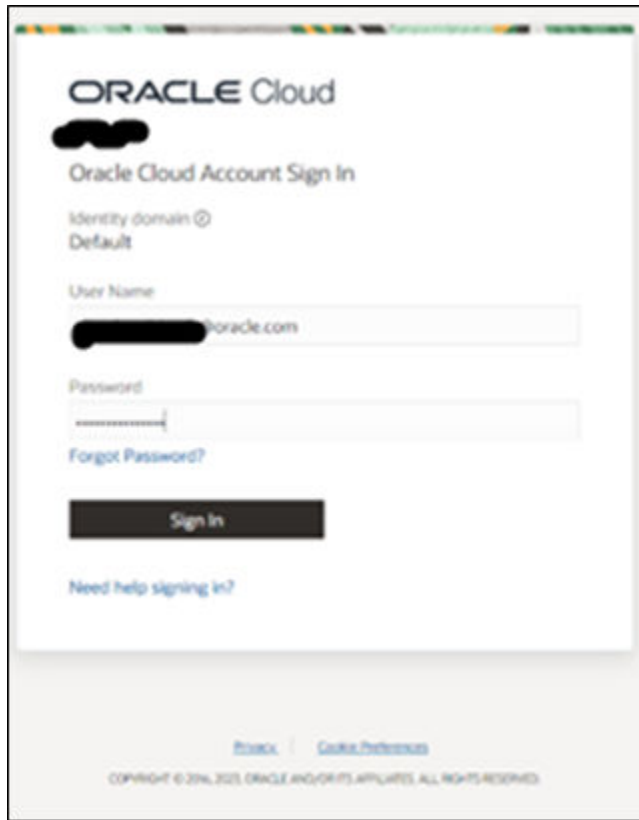 ORACLE Cloud
Oracle Cloud Account Sign In
Identity domain
Default
User Name
@oracle.com
Password
Forgot Password?
Sign In
Need help signing in?
Privacy | Cookie Preferences
COPYRIGHT © 2014, 2023, ORACLE AND/OR ITS AFFILIATES. ALL RIGHTS RESERVED.